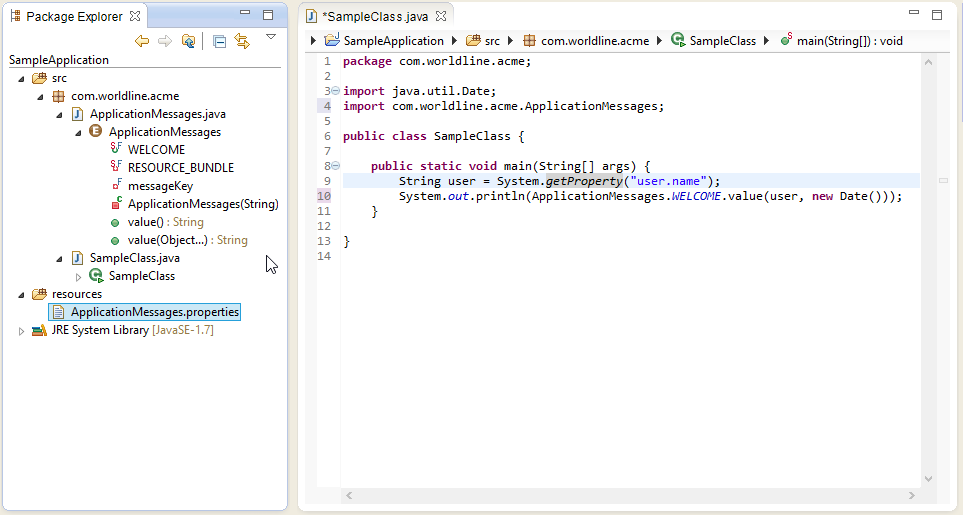 Package Explorer
SampleApplication
src
com.worldline.acme
ApplicationMessages.java
E ApplicationMessages
S F WELCOME
S F RESOURCE_BUNDLE
F messageKey
C ApplicationMessages(String)
value() : String
value(Object...) : String
J SampleClass.java
SampleClass
resources
ApplicationMessages.properties
JRE System Library [JavaSE-1.7]
*SampleClass.java
SampleApplication src com.worldline.acme SampleClass main(String[]) : void
1 package com.worldline.acme;
2
3 import java.util.Date;
4 import com.worldline.acme.ApplicationMessages;
5
6 public class SampleClass {
7
8 public static void main(String[] args) {
9 String user = System.getProperty("user.name");
10 System.out.println(ApplicationMessages.WELCOME.value(user, new Date()));
11 }
12
13 }
14